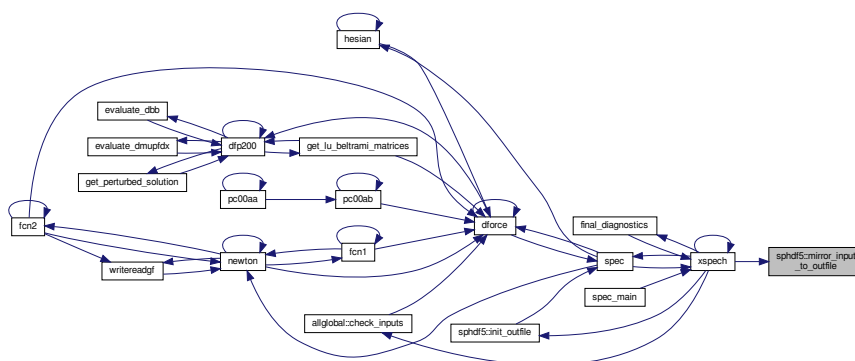 hesian
evaluate_dbb
evaluate_dmupfdx
dfp200
get_lu_beltrami_matrices
get_perturbed_solution
pc00aa
pc00ab
dforce
final_diagnostics
fcn2
fcn1
spec
xspech
sphdf5::mirror_input
_to_outfile
writereadgf
newton
spec_main
allglobal::check_inputs
sphdf5::init_outfile